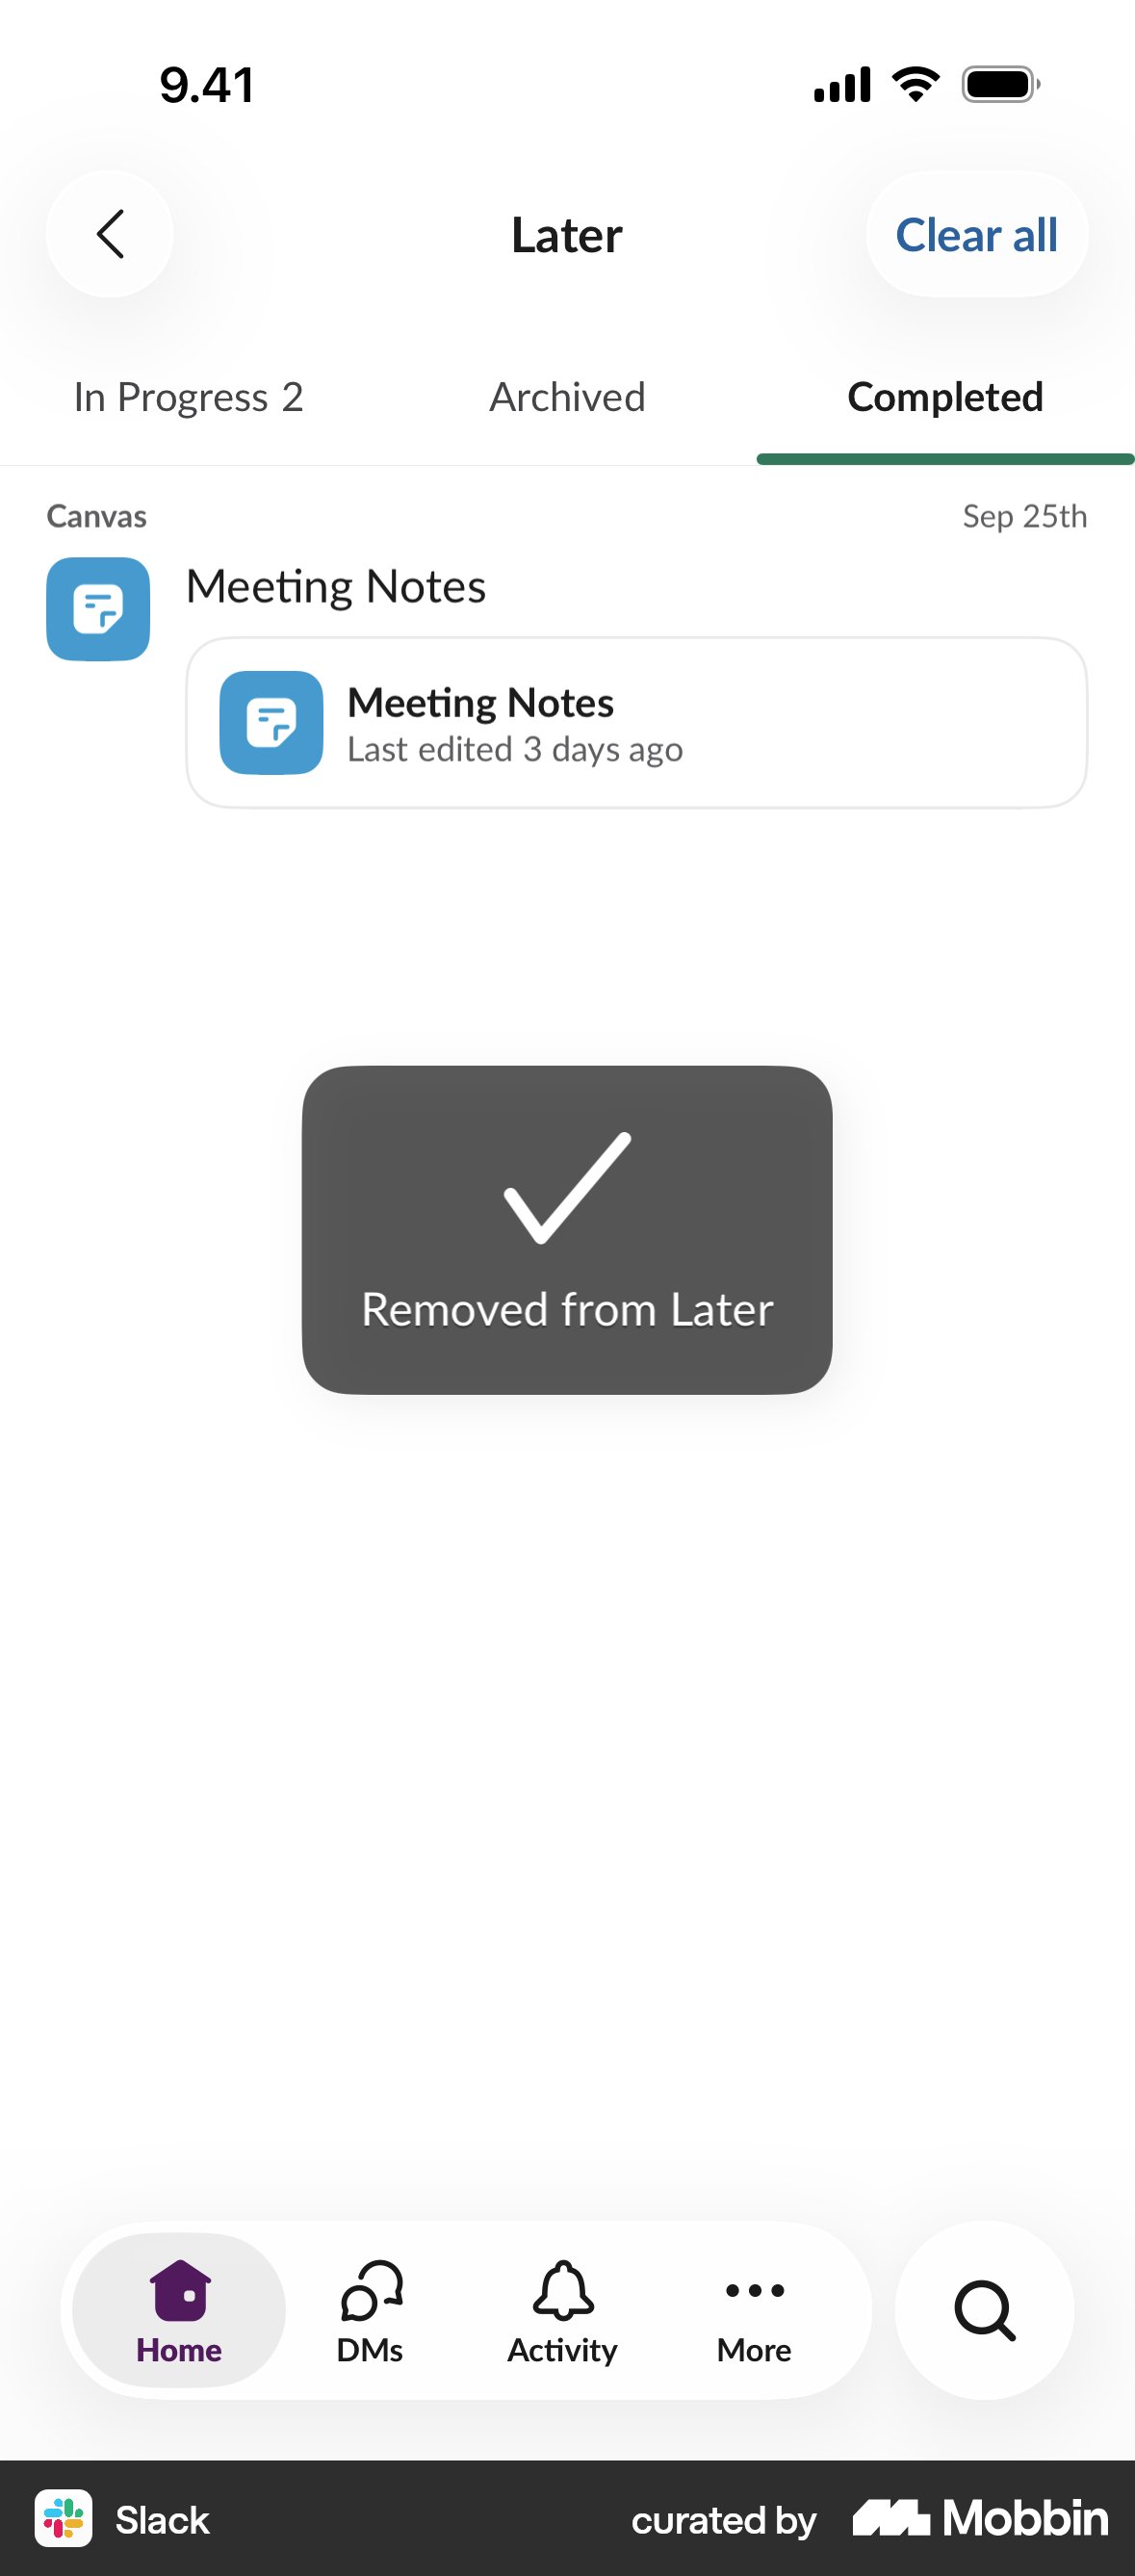 9.41
Later
Clear all
In Progress 2
Archived
Completed
Canvas
Sep 25th
Meeting Notes
Meeting Notes
Last edited 3 days ago
Removed from Later
Home
DMs
Activity
More
Slack
curated by
Mobbin